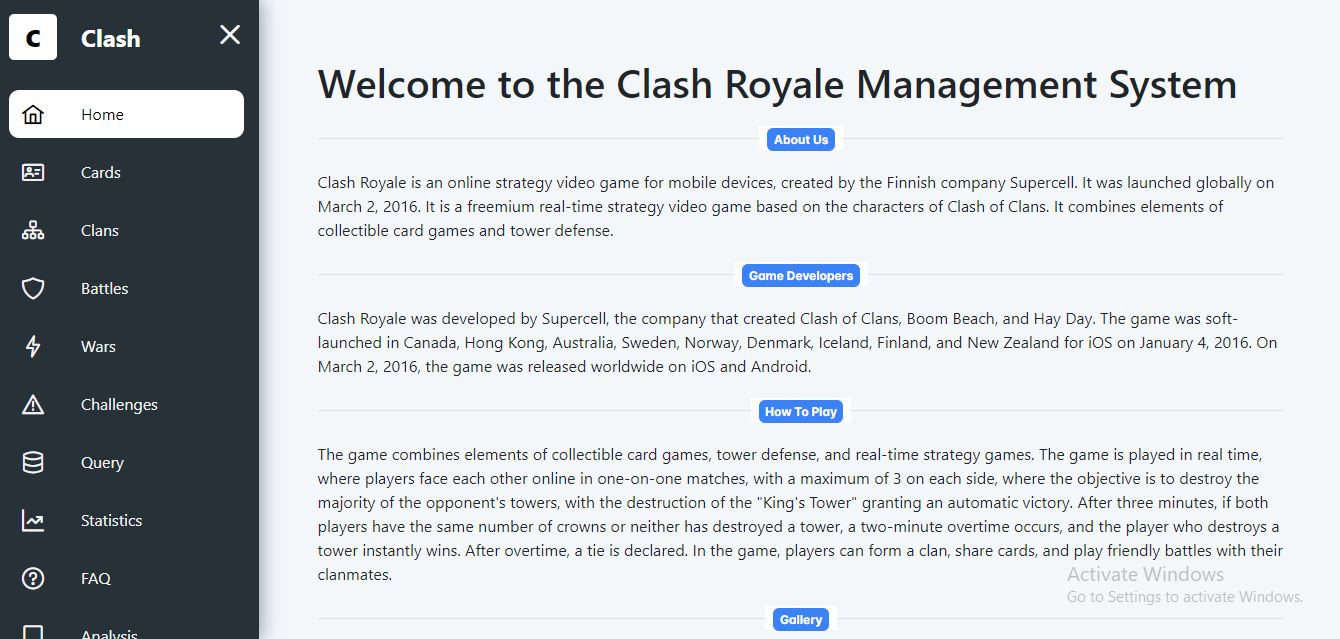 C
Clash
Home
Cards
Clans
Battles
Wars
Challenges
Query
Statistics
FAQ
Analysis
Welcome to the Clash Royale Management System
About Us
Clash Royale is an online strategy video game for mobile devices, created by the Finnish company Supercell. It was launched globally on
March 2, 2016. It is a freemium real-time strategy video game based on the characters of Clash of Clans. It combines elements of
collectible card games and tower defense.
Game Developers
Clash Royale was developed by Supercell, the company that created Clash of Clans, Boom Beach, and Hay Day. The game was soft-
launched in Canada, Hong Kong, Australia, Sweden, Norway, Denmark, Iceland, Finland, and New Zealand for iOS on January 4, 2016. On
March 2, 2016, the game was released worldwide on iOS and Android.
How To Play
The game combines elements of collectible card games, tower defense, and real-time strategy games. The game is played in real time,
where players face each other online in one-on-one matches, with a maximum of 3 on each side, where the objective is to destroy the
majority of the opponent's towers, with the destruction of the "King's Tower" granting an automatic victory. After three minutes, if both
players have the same number of crowns or neither has destroyed a tower, a two-minute overtime occurs, and the player who destroys a
tower instantly wins. After overtime, a tie is declared. In the game, players can form a clan, share cards, and play friendly battles with their
clanmates.
Activate Windows
Go to Settings to activate Windows.
Gallery